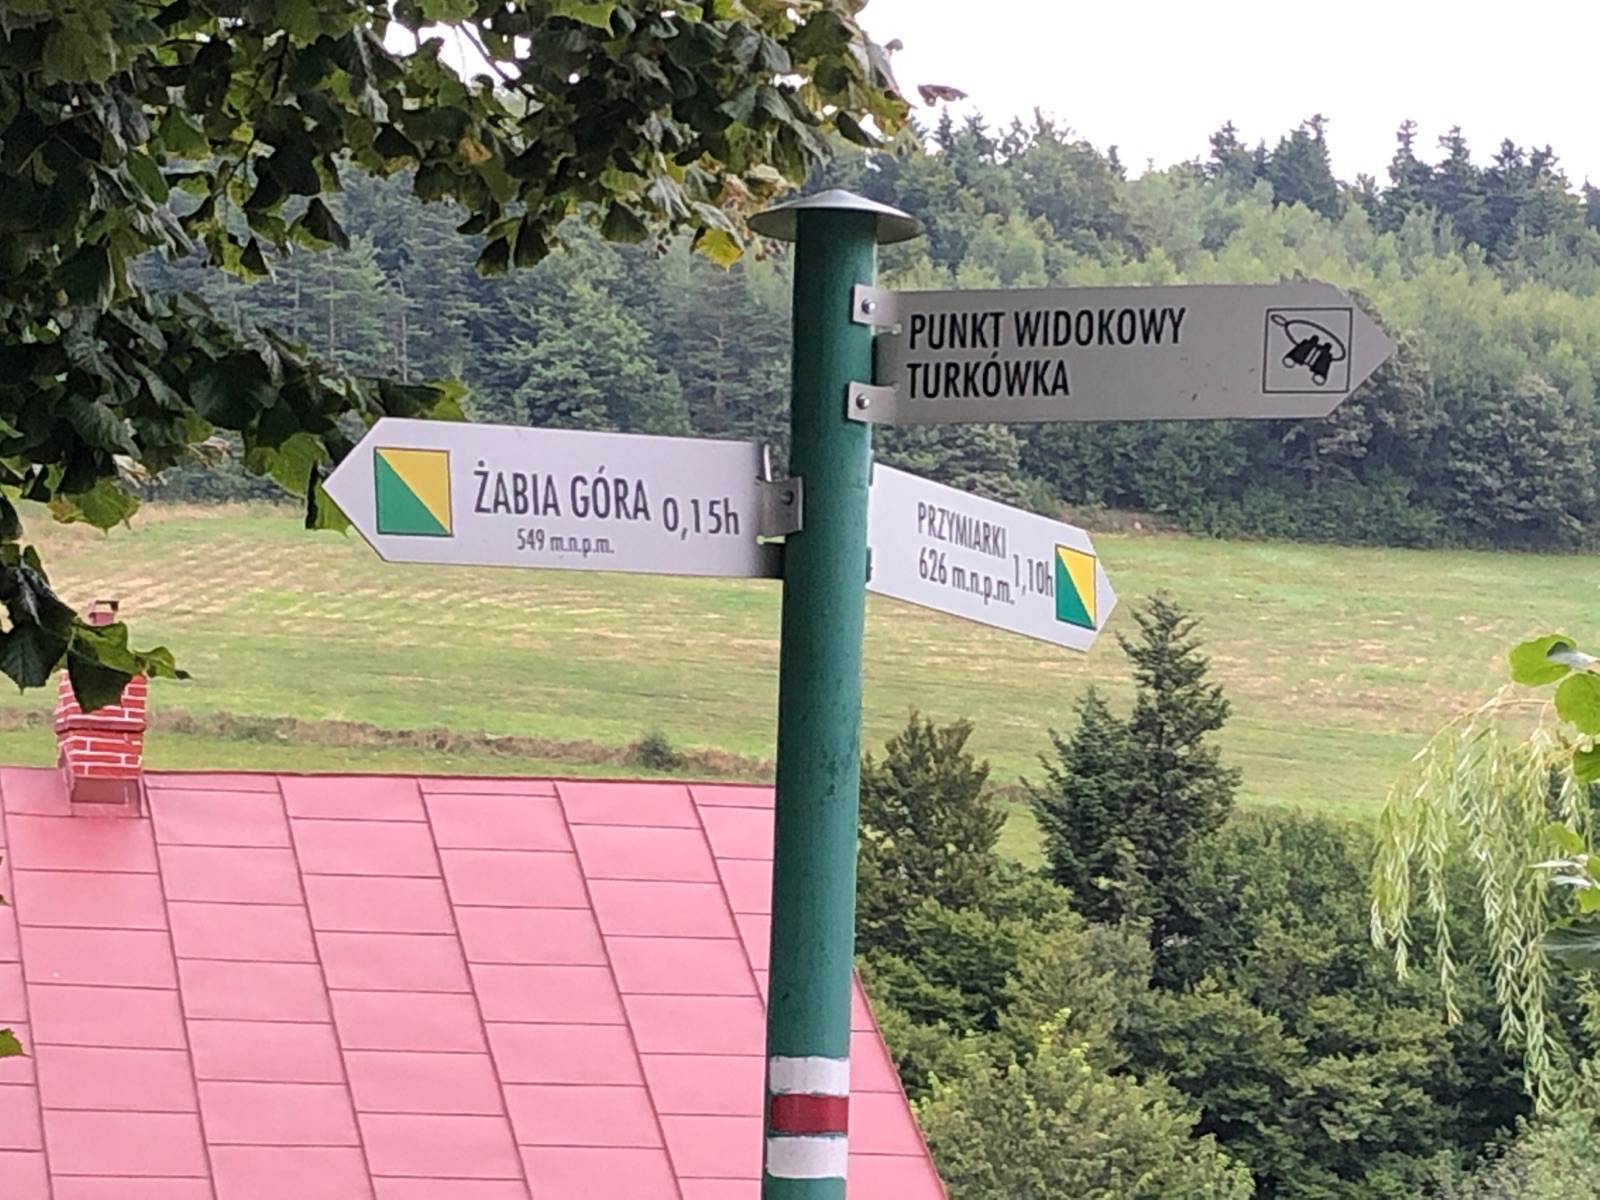 PUNKT WIDOKOWY
TURKÓWKA
ŻABIA GÓRA 0,15h
549 m.n.p.m.
PRZYMIARKI
626 m.n.p.m. 1,10h